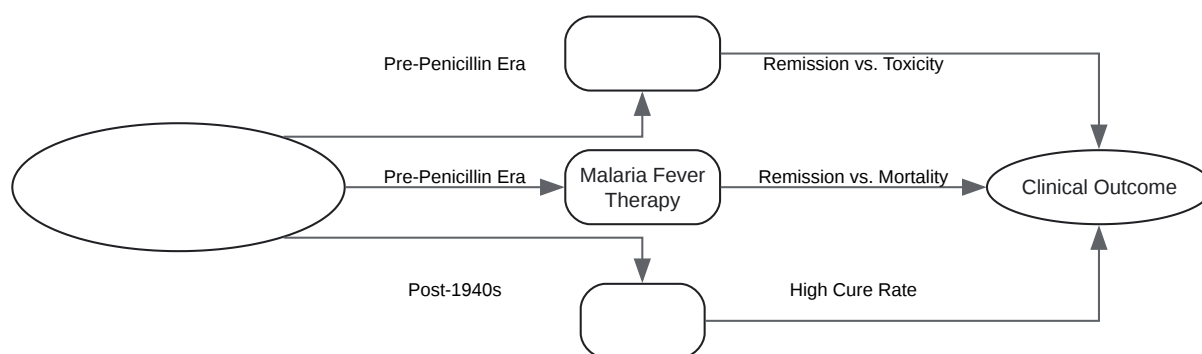 Pre-Penicillin Era
Remission vs. Toxicity
Pre-Penicillin Era
Malaria Fever
Therapy
Remission vs. Mortality
Clinical Outcome
Post-1940s
High Cure Rate